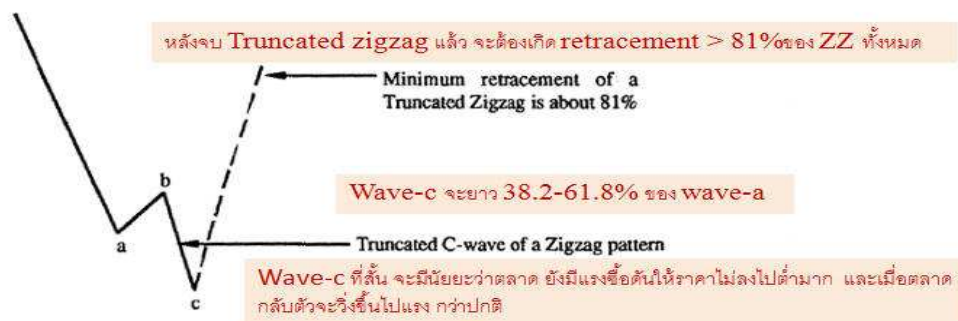 หลังจบ Truncated zigzag แล้ว จะต้องเกิด retracement > 81%ของ ZZ ทั้งหมด
Minimum retracement of a
Truncated Zigzag is about 81%
b
Wave-c จะยาว 38.2-61.8% ของ wave-a
a
Truncated C-wave of a Zigzag pattern
Wave-c ที่สั้น จะมีนัยยะว่าตลาด ยังมีแรงซื้อดันให้ราคาไม่ลงไปต่ำมาก และเมื่อตลาด
กลับตัวจะวิ่งขึ้นไปแรง กว่าปกติ
c